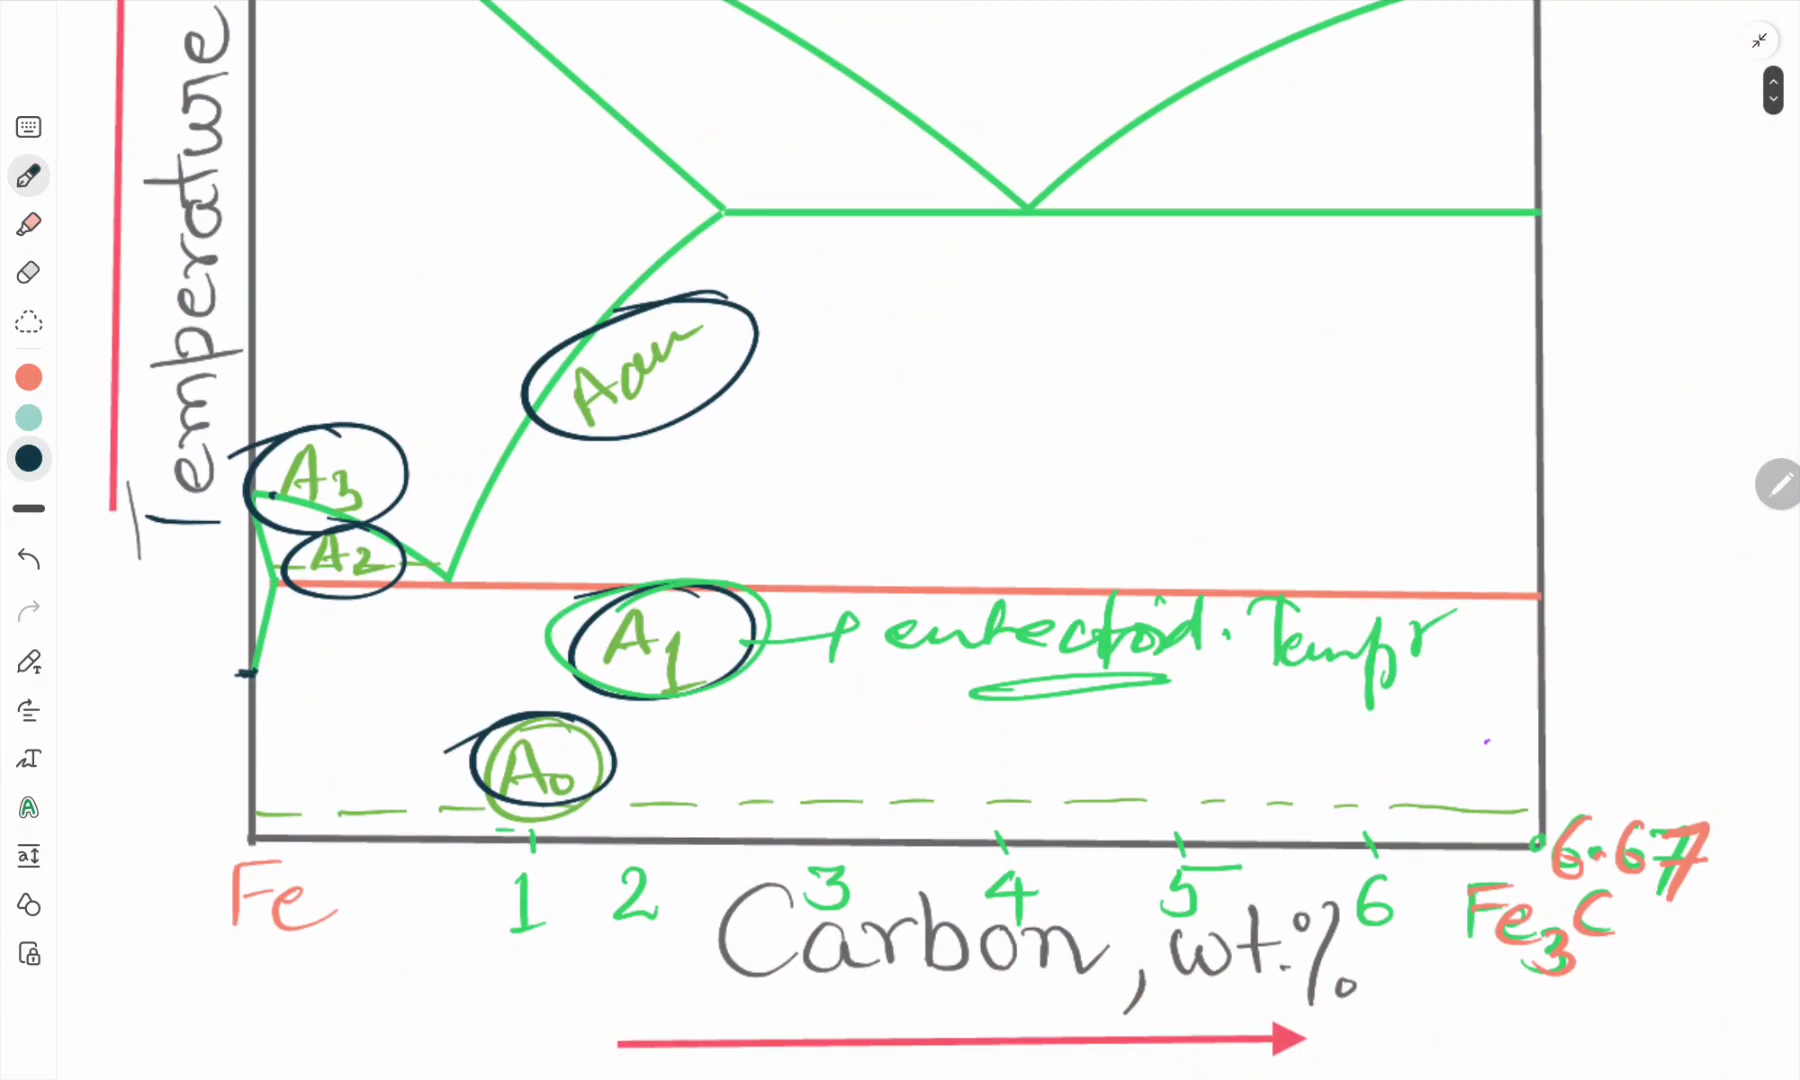 Temperature
Acm
A3
A2
A1 → eutectoid. Tempr
A0
1 2 3 4 5 6 6.67
Fe Fe3C
Carbon, wt.%